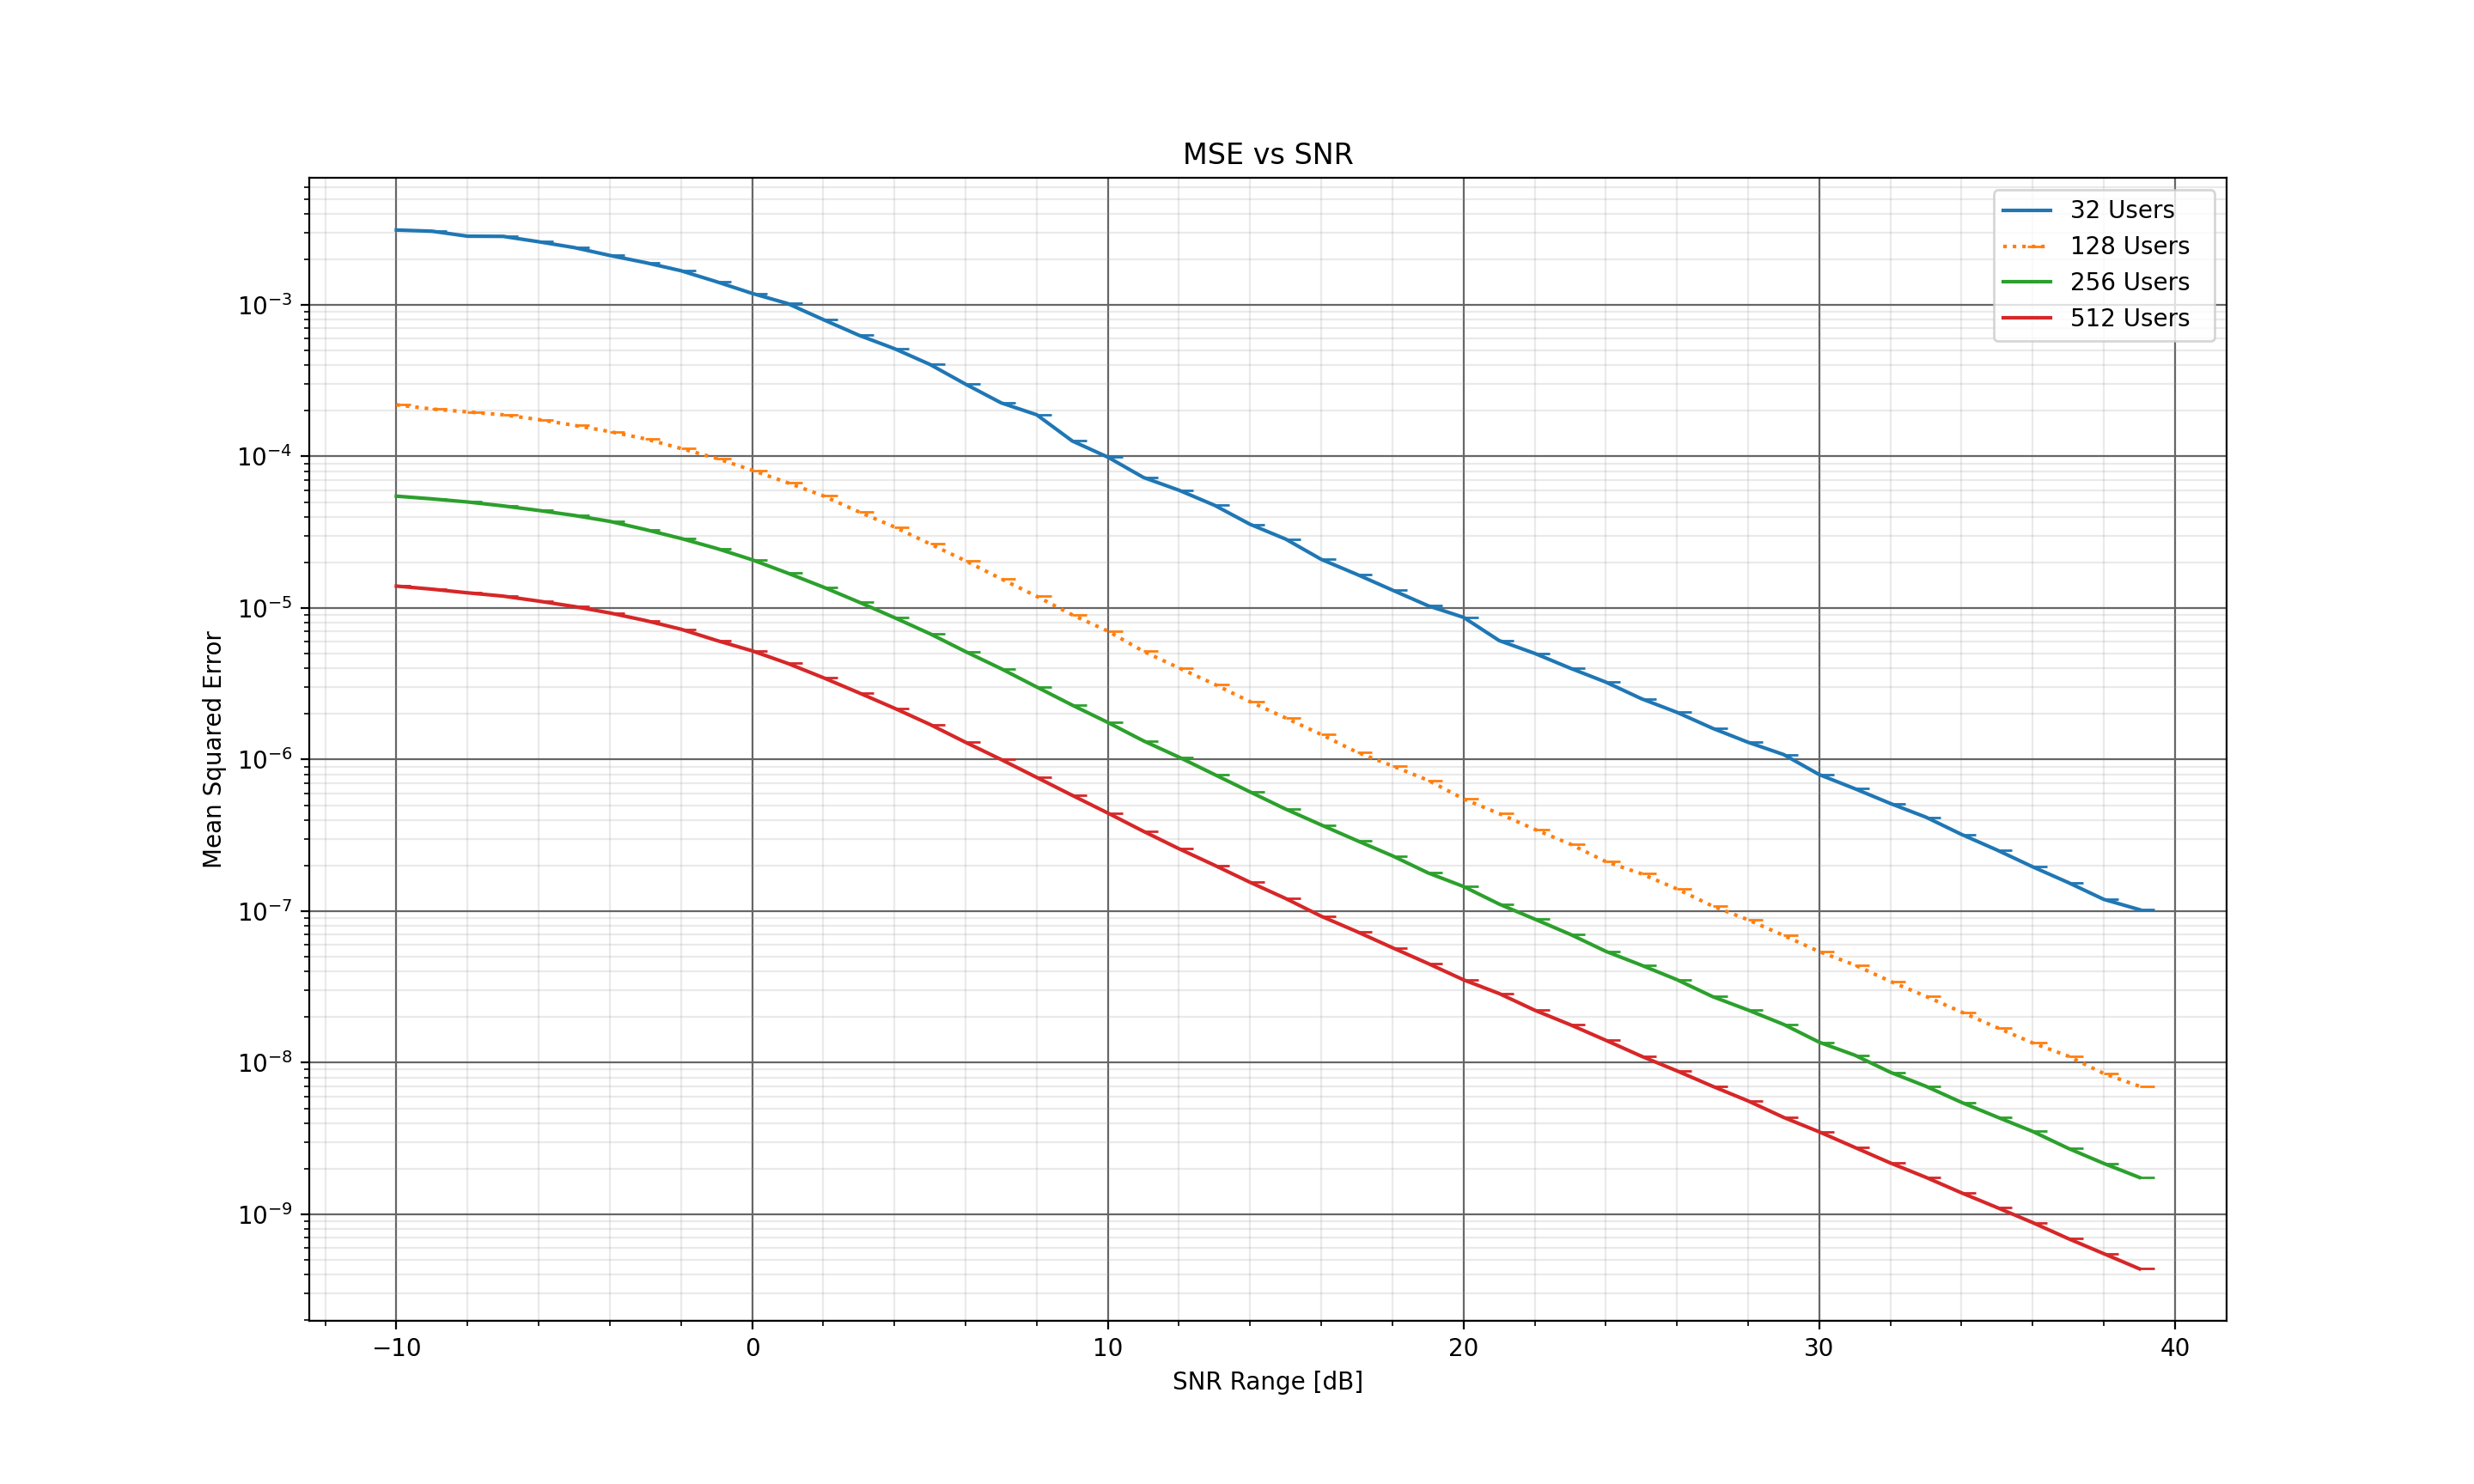 MSE vs SNR
32 Users
128 Users
256 Users
512 Users
Mean Squared Error
10⁻³
10⁻⁴
10⁻⁵
10⁻⁶
10⁻⁷
10⁻⁸
10⁻⁹
−10 0 10 20 30 40
SNR Range [dB]